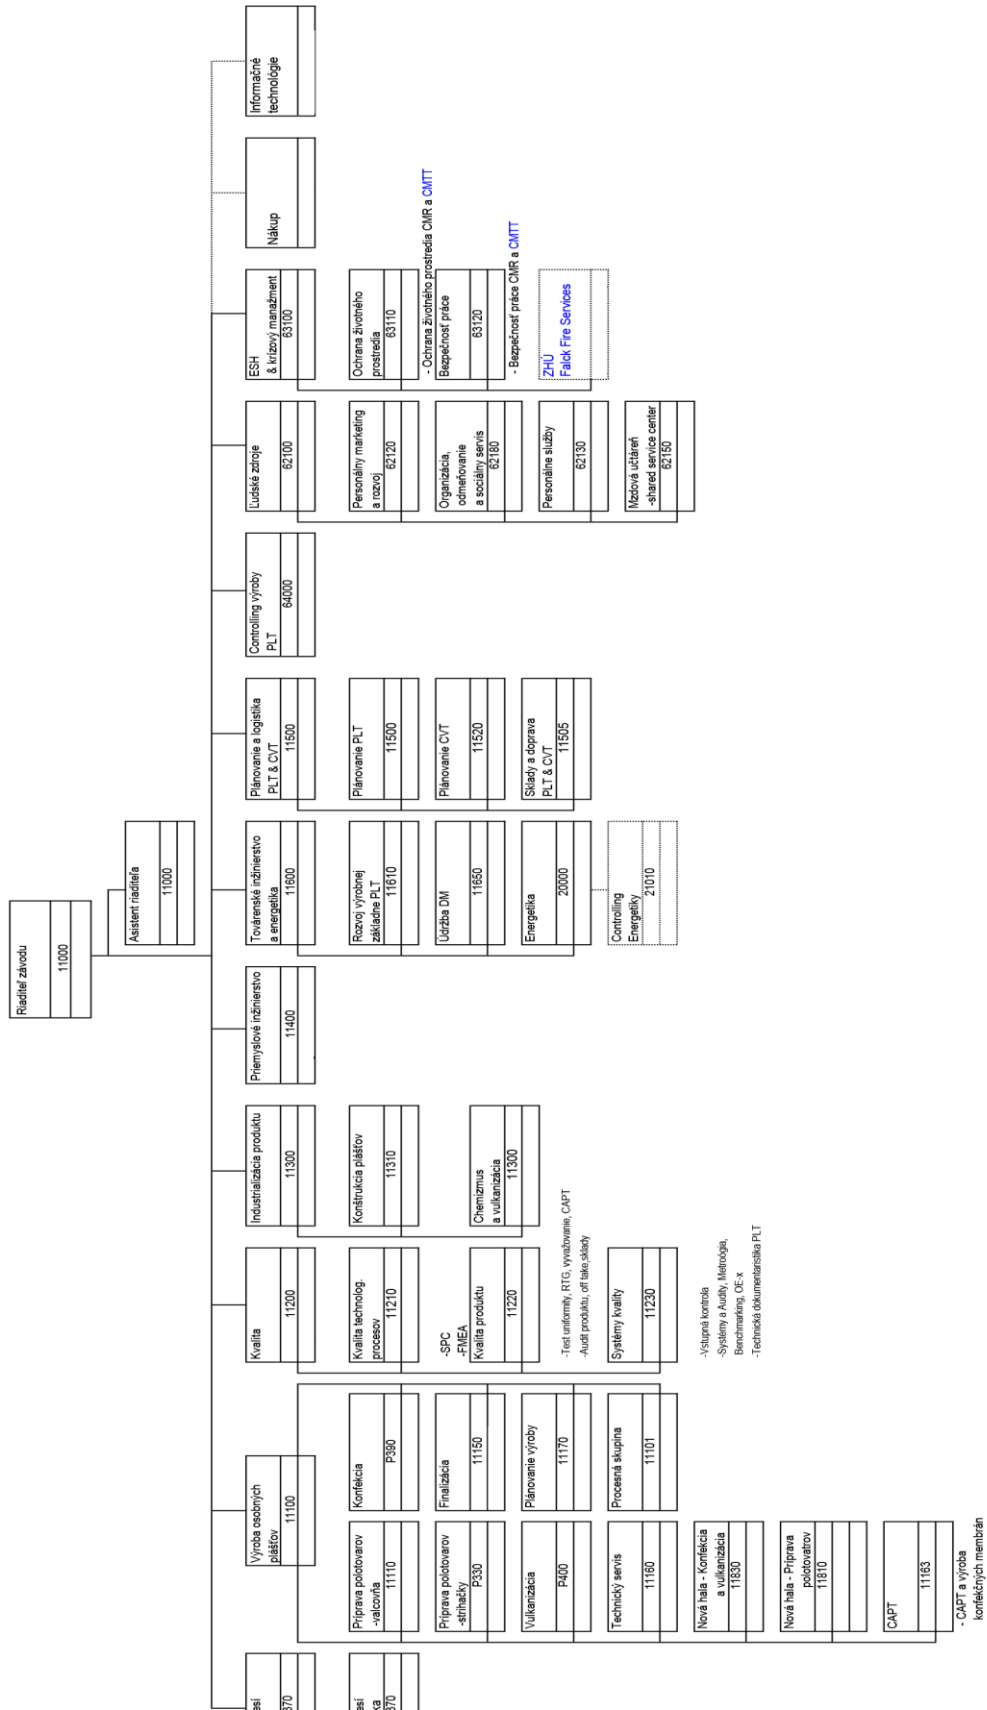 Riaditeľ závodu
11000
Asistent riaditeľa
11000
Výroba osobných
plášťov
11100
Príprava polotovarov
-valcovňa
11110
Príprava polotovarov
-strihačky
P330
Vulkanizácia
P400
Technický servis
11160
Nová hala - Konfekcia
a vulkanizácia
11830
Nová hala - Príprava
polotovatrov
11810
CAPT
11163
- CAPT a výroba
konfekčných membrán
Konfekcia
P390
Finalizácia
11150
Plánovanie výroby
11170
Procesná skupina
11101
Kvalita
11200
Kvalita technolog.
procesov
11210
-SPC
-FMEA
Kvalita produktu
11220
-Test uniformity, RTG, vyvažovanie, CAPT
-Audit produktu, off take,sklady
Systémy kvality
11230
-Vstupná kontrola
-Systémy a Audity, Metroógia,
Benchmarking, OE-x
-Technická dokumentaristika PLT
Industrializácia produktu
11300
Konštrukcia plášťov
11310
Chemizmus
a vulkanizácia
11300
Priemyslové inžinierstvo
11400
Továrenské inžinierstvo
a energetika
11600
Rozvoj výrobnej
základne PLT
11610
Údržba DM
11650
Energetika
20000
Controlling
Energetiky
21010
Plánovanie a logistika
PLT & CVT
11500
Plánovanie PLT
11500
Plánovanie CVT
11520
Sklady a doprava
PLT & CVT
11505
Controlling výroby
PLT
64000
Ľudské zdroje
62100
Personálny marketing
a rozvoj
62120
Organizácia,
odmeňovanie
a sociálny servis
62180
Personálne služby
62130
Mzdová učtáreň
-shared service center
62150
ESH
& krízový manažment
63100
Ochrana životného
prostredia
63110
- Ochrana životného prostredia CMR a CMTT
Bezpečnosť práce
63120
- Bezpečnosť práce CMR a CMTT
ZHÚ
Falck Fire Services
Nákup
Informačné
technológie